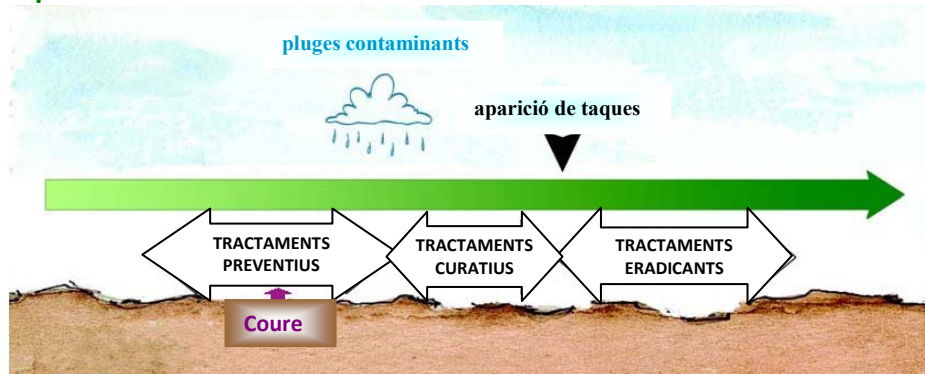 pluges contaminants
aparició de taques
TRACTAMENTS
PREVENTIUS
TRACTAMENTS
CURATIUS
TRACTAMENTS
ERADICANTS
Coure